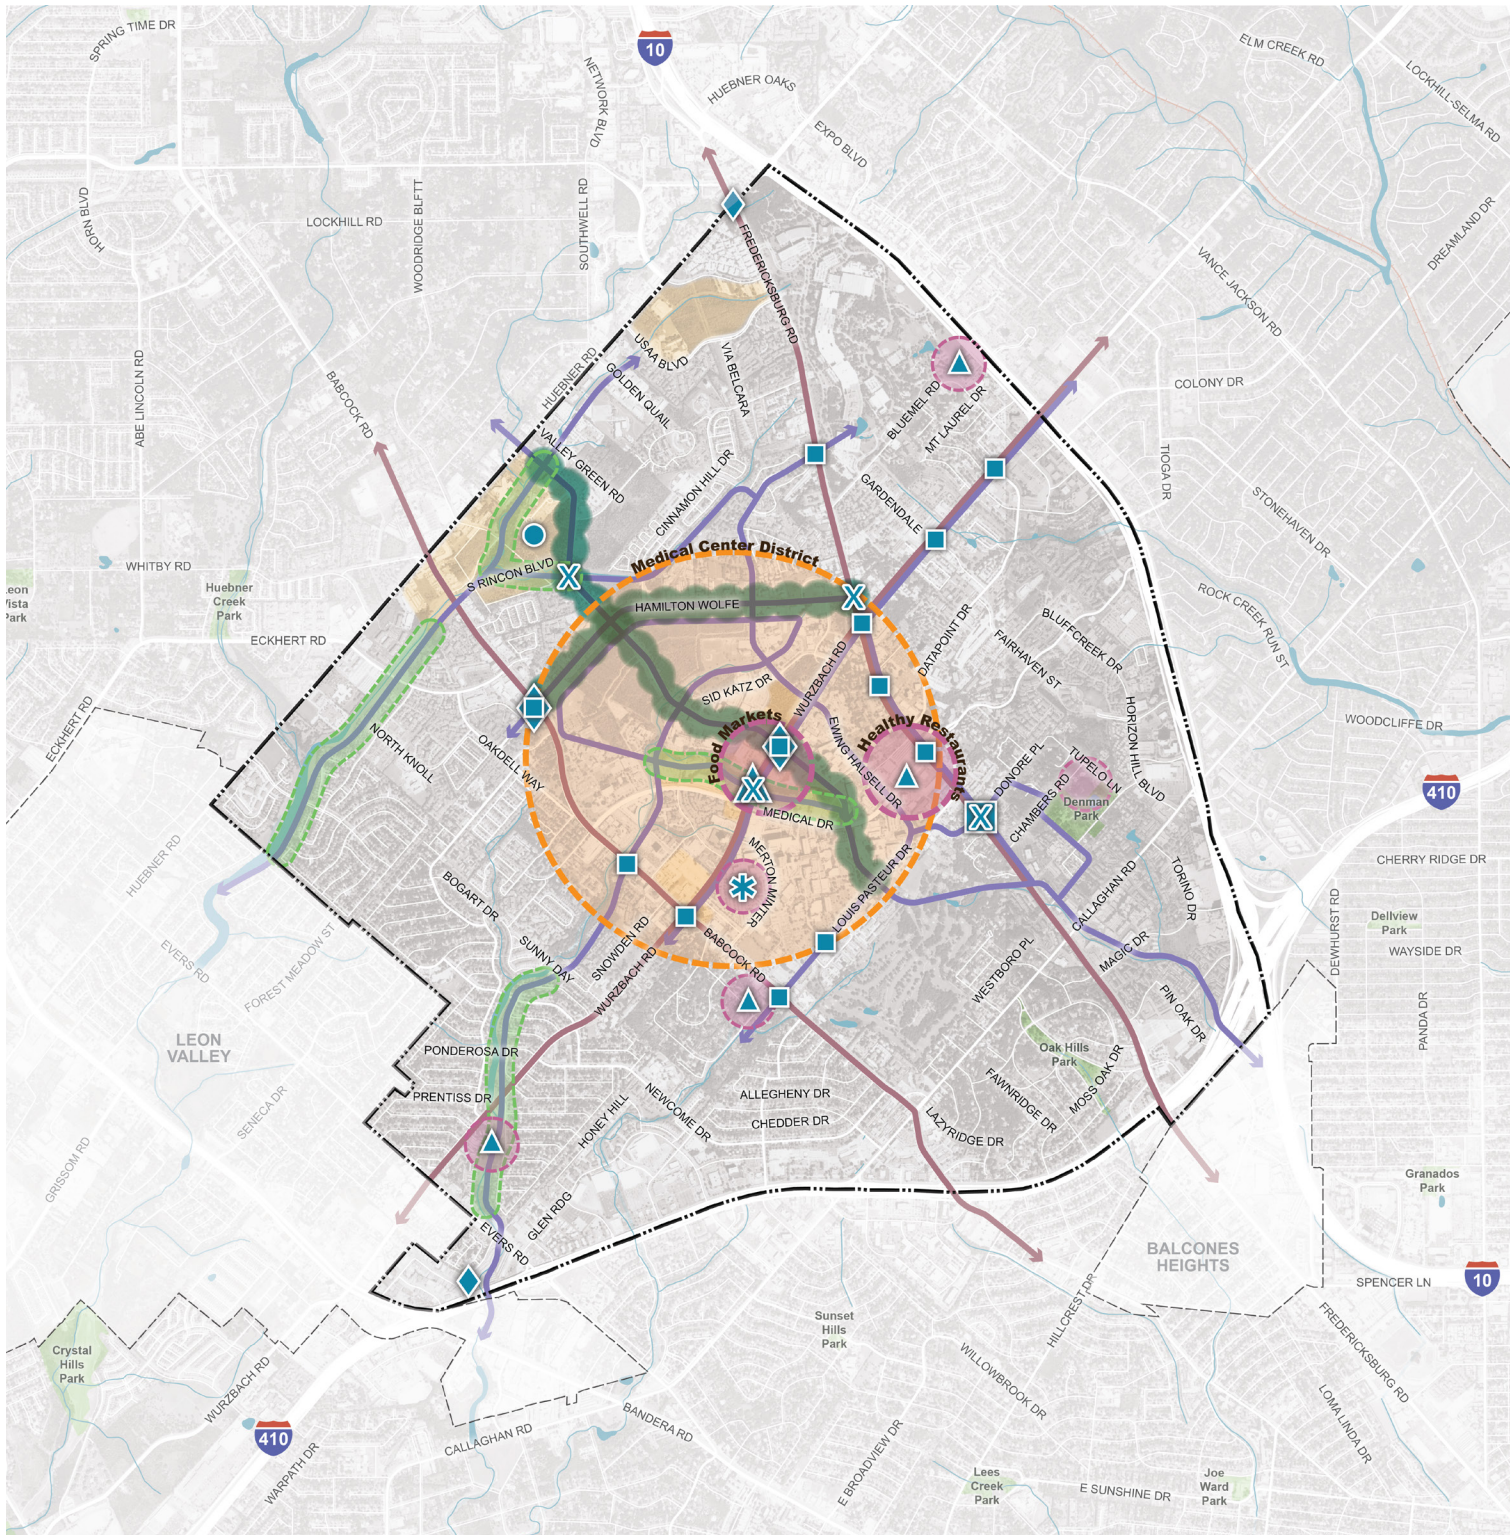 SPRING TIME DR
10
NETWORK BLVD
HUEBNER OAKS
EXPO BLVD
ELM CREEK RD
LOCKHILL-SELMA RD
HORN BLVD
LOCKHILL RD
WOODRIDGE BLFTT
SOUTHWELL RD
FREDERICKSBURG RD
VANCE JACKSON RD
DREAMLAND DR
ABE LINCOLN RD
BABCOCK RD
HUEBNER RD
USAA BLVD
GOLDEN QUAIL
VIA BELCARA
BLUEMEL RD
MT LAUREL DR
COLONY DR
VALLEY GREEN RD
CINNAMON HILL DR
GARDENDALE
TIOGA DR
STONEHAVEN DR
Medical Center District
WHITBY RD
S RINCON BLVD
X
eon
Vista
Park
Huebner
Creek
Park
HAMILTON WOLFE
X
ROCK CREEK RUN ST
ECKHERT RD
DATAPOINT DR
BLUFFCREEK DR
FAIRHAVEN ST
WURZBACH RD
SID KATZ DR
ECKHERT RD
NORTH KNOLL
OAKDELL WAY
Food Markets
EWING HALSELL DR
Healthy Restaurants
HORIZON HILL BLVD
WOODCLIFFE DR
DONORE PL
TUPELO LN
CHAMBERS RD
Denman
Park
410
X
X
MEDICAL DR
MERTON MINTER
HUEBNER RD
BOGART DR
LOUIS PASTEUR DR
CALLAGHAN RD
TORINO DR
CHERRY RIDGE DR
Dellview
Park
EVERS RD
FOREST MEADOW ST
SUNNY DAY
SNOWDEN RD
WURZBACH RD
BABCOCK RD
WESTBORO PL
MAGIC DR
DEWHURST RD
WAYSIDE DR
LEON
VALLEY
PONDEROSA DR
PIN OAK DR
PANDA DR
Oak Hills
Park
PRENTISS DR
SENECA DR
HONEY HILL
NEWCOME DR
ALLEGHENY DR
CHEDDER DR
FAWNRIDGE DR
MOSS OAK DR
LAZYRIDGE DR
GRISSOM RD
Granados
Park
GLEN RDG
EVERS RD
BALCONES
HEIGHTS
10
SPENCER LN
HILLCREST DR
FREDERICKSBURG RD
Crystal
Hills
Park
Sunset
Hills
Park
WURZBACH RD
WILLOWBROOK DR
LOMA LINDA DR
410
CALLAGHAN RD
BANDERA RD
WARPATH DR
E BROADVIEW DR
Lees
Creek
Park
E SUNSHINE DR
Joe
Ward
Park